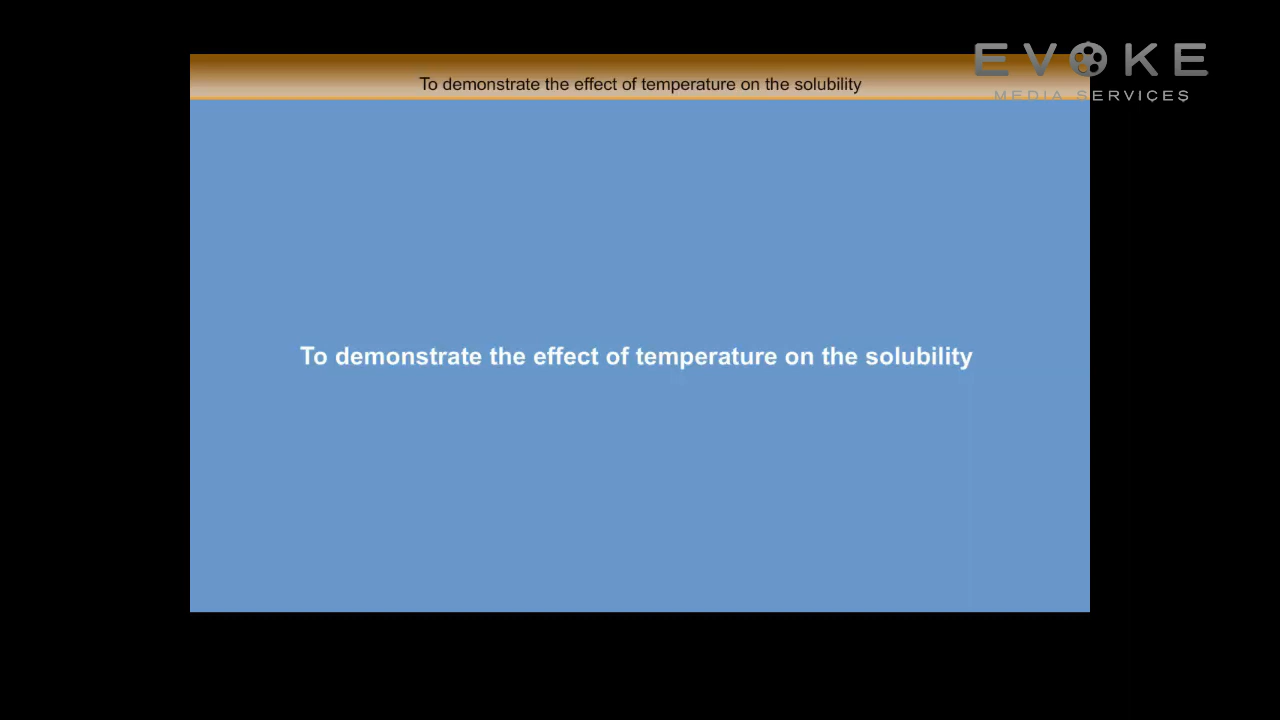 EVOKE
MEDIA SERVICES
To demonstrate the effect of temperature on the solubility
To demonstrate the effect of temperature on the solubility